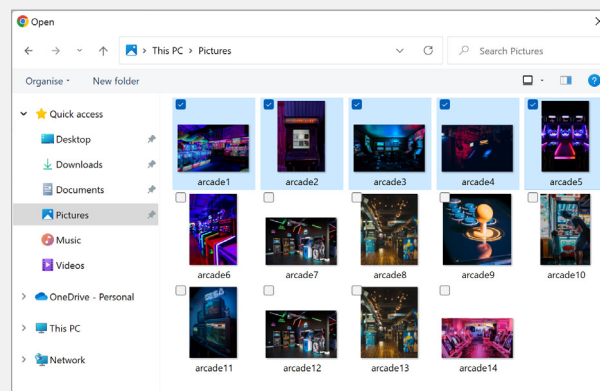 Open
This PC > Pictures
Search Pictures
Organise
New folder
Quick access
Desktop
Downloads
Documents
Pictures
Music
Videos
OneDrive - Personal
This PC
Network
arcade1 arcade2 arcade3 arcade4 arcade5
arcade6 arcade7 arcade8 arcade9 arcade10
arcade11 arcade12 arcade13 arcade14